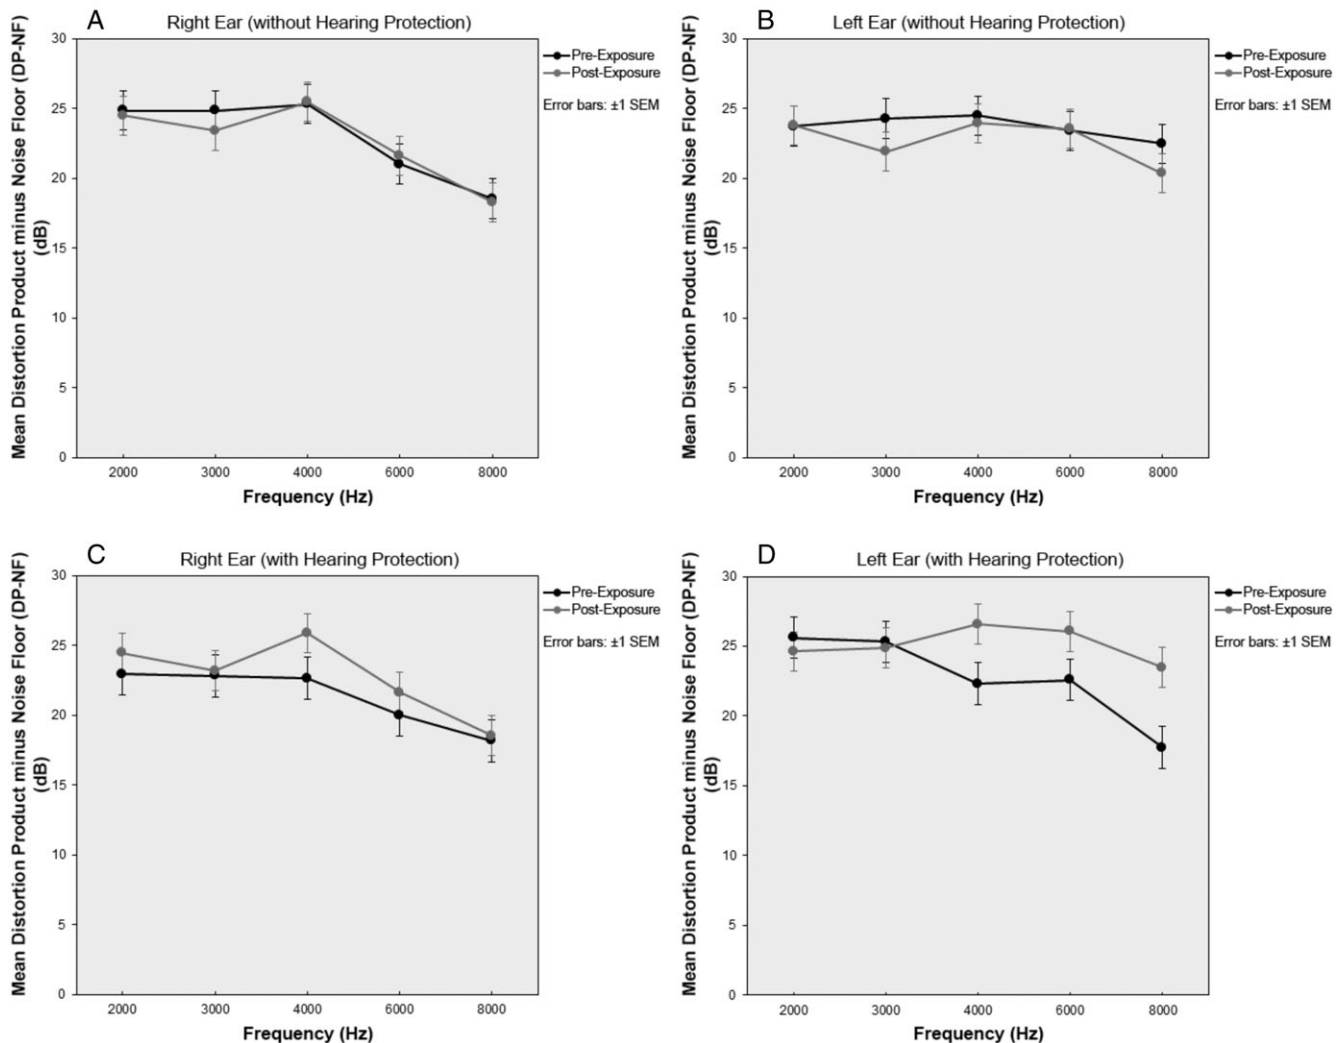 A
Right Ear (without Hearing Protection)
Mean Distortion Product minus Noise Floor (DP-NF)
(dB)
30
25
20
15
10
5
0
2000 3000 4000 6000 8000
Frequency (Hz)
Pre-Exposure
Post-Exposure
Error bars: ±1 SEM
B
Left Ear (without Hearing Protection)
Mean Distortion Product minus Noise Floor (DP-NF)
(dB)
30
25
20
15
10
5
0
2000 3000 4000 6000 8000
Frequency (Hz)
Pre-Exposure
Post-Exposure
Error bars: ±1 SEM
C
Right Ear (with Hearing Protection)
Mean Distortion Product minus Noise Floor (DP-NF)
(dB)
30
25
20
15
10
5
0
2000 3000 4000 6000 8000
Frequency (Hz)
Pre-Exposure
Post-Exposure
Error bars: ±1 SEM
D
Left Ear (with Hearing Protection)
Mean Distortion Product minus Noise Floor (DP-NF)
(dB)
30
25
20
15
10
5
0
2000 3000 4000 6000 8000
Frequency (Hz)
Pre-Exposure
Post-Exposure
Error bars: ±1 SEM